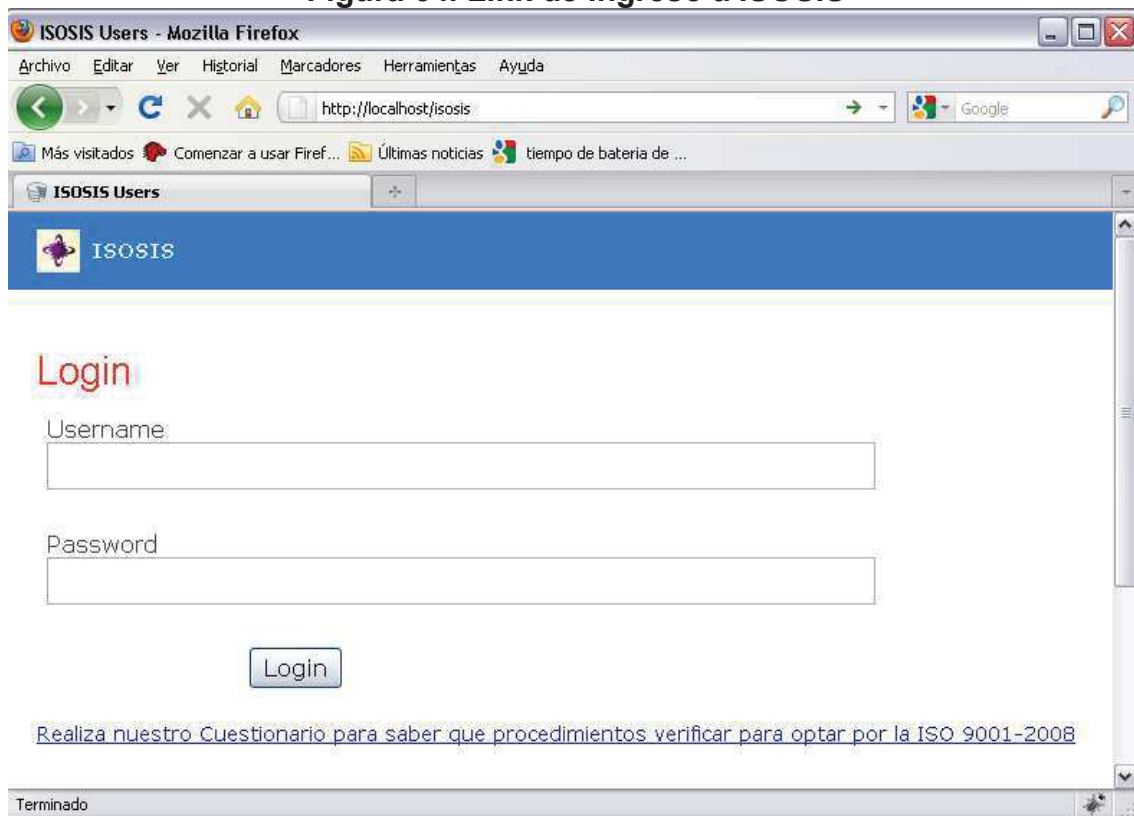 ISOSIS Users - Mozilla Firefox
Archivo Editar Ver Historial Marcadores Herramientas Ayuda
http://localhost/isosis Google
Más visitados Comenzar a usar Firef... Últimas noticias tiempo de bateria de ...
ISOSIS Users
ISOSIS
Login
Username
Password
Login
Realiza nuestro Cuestionario para saber que procedimientos verificar para optar por la ISO 9001-2008
Terminado